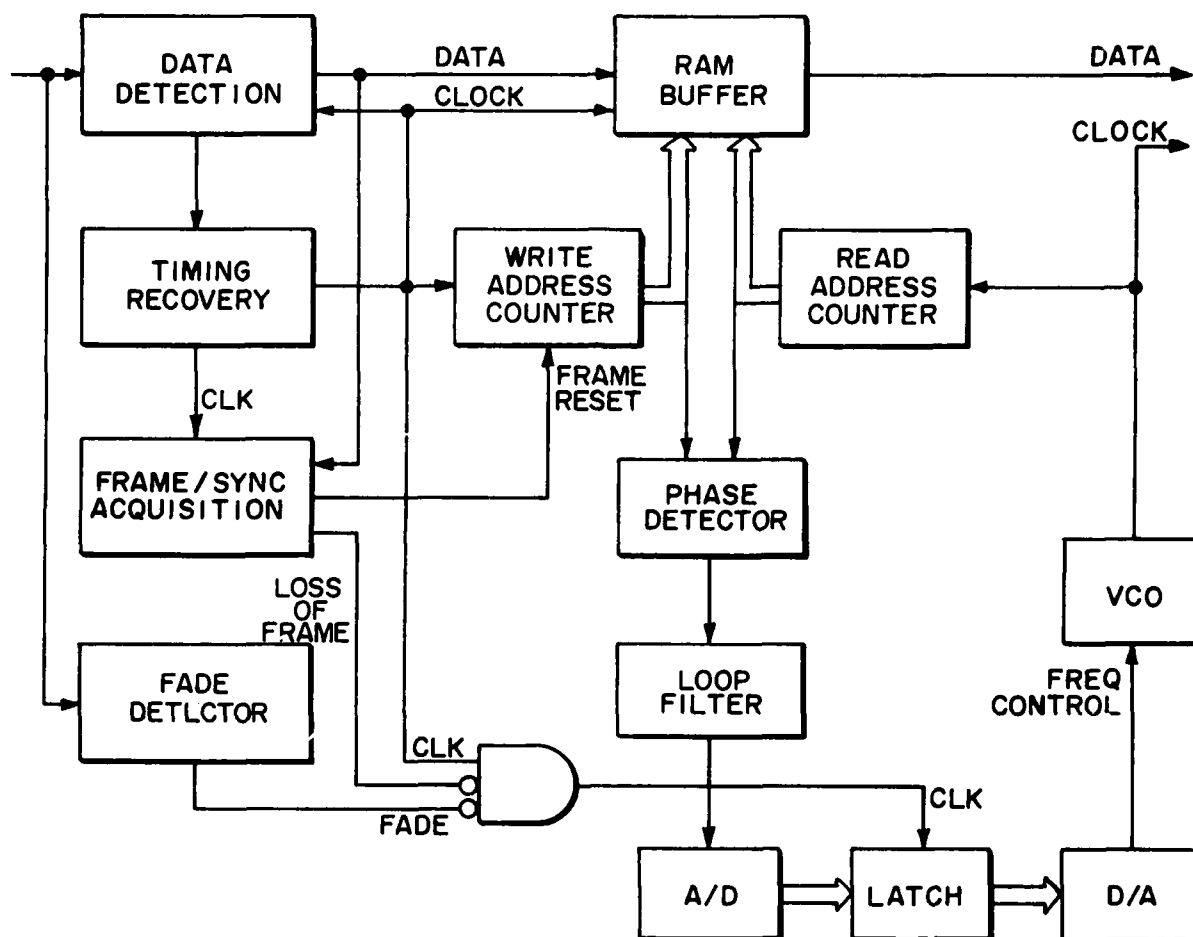 DATA
DETECTION
DATA
CLOCK
RAM
BUFFER
DATA
CLOCK
TIMING
RECOVERY
WRITE
ADDRESS
COUNTER
READ
ADDRESS
COUNTER
CLK
FRAME
RESET
FRAME/SYNC
ACQUISITION
PHASE
DETECTOR
LOSS
OF
FRAME
VCO
FADE
DETLCTOR
LOOP
FILTER
FREQ
CONTROL
CLK
FADE
CLK
A/D
LATCH
D/A